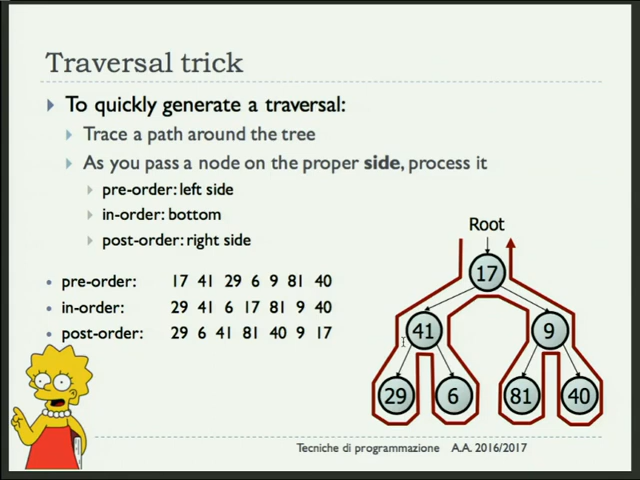 Traversal trick
To quickly generate a traversal:
Trace a path around the tree
As you pass a node on the proper side, process it
pre-order: left side
in-order: bottom
post-order: right side
pre-order: 17 41 29 6 9 81 40
in-order: 29 41 6 17 81 9 40
post-order: 29 6 41 81 40 9 17
Root
17
41 9
29 6 81 40
Tecniche di programmazione A.A. 2016/2017